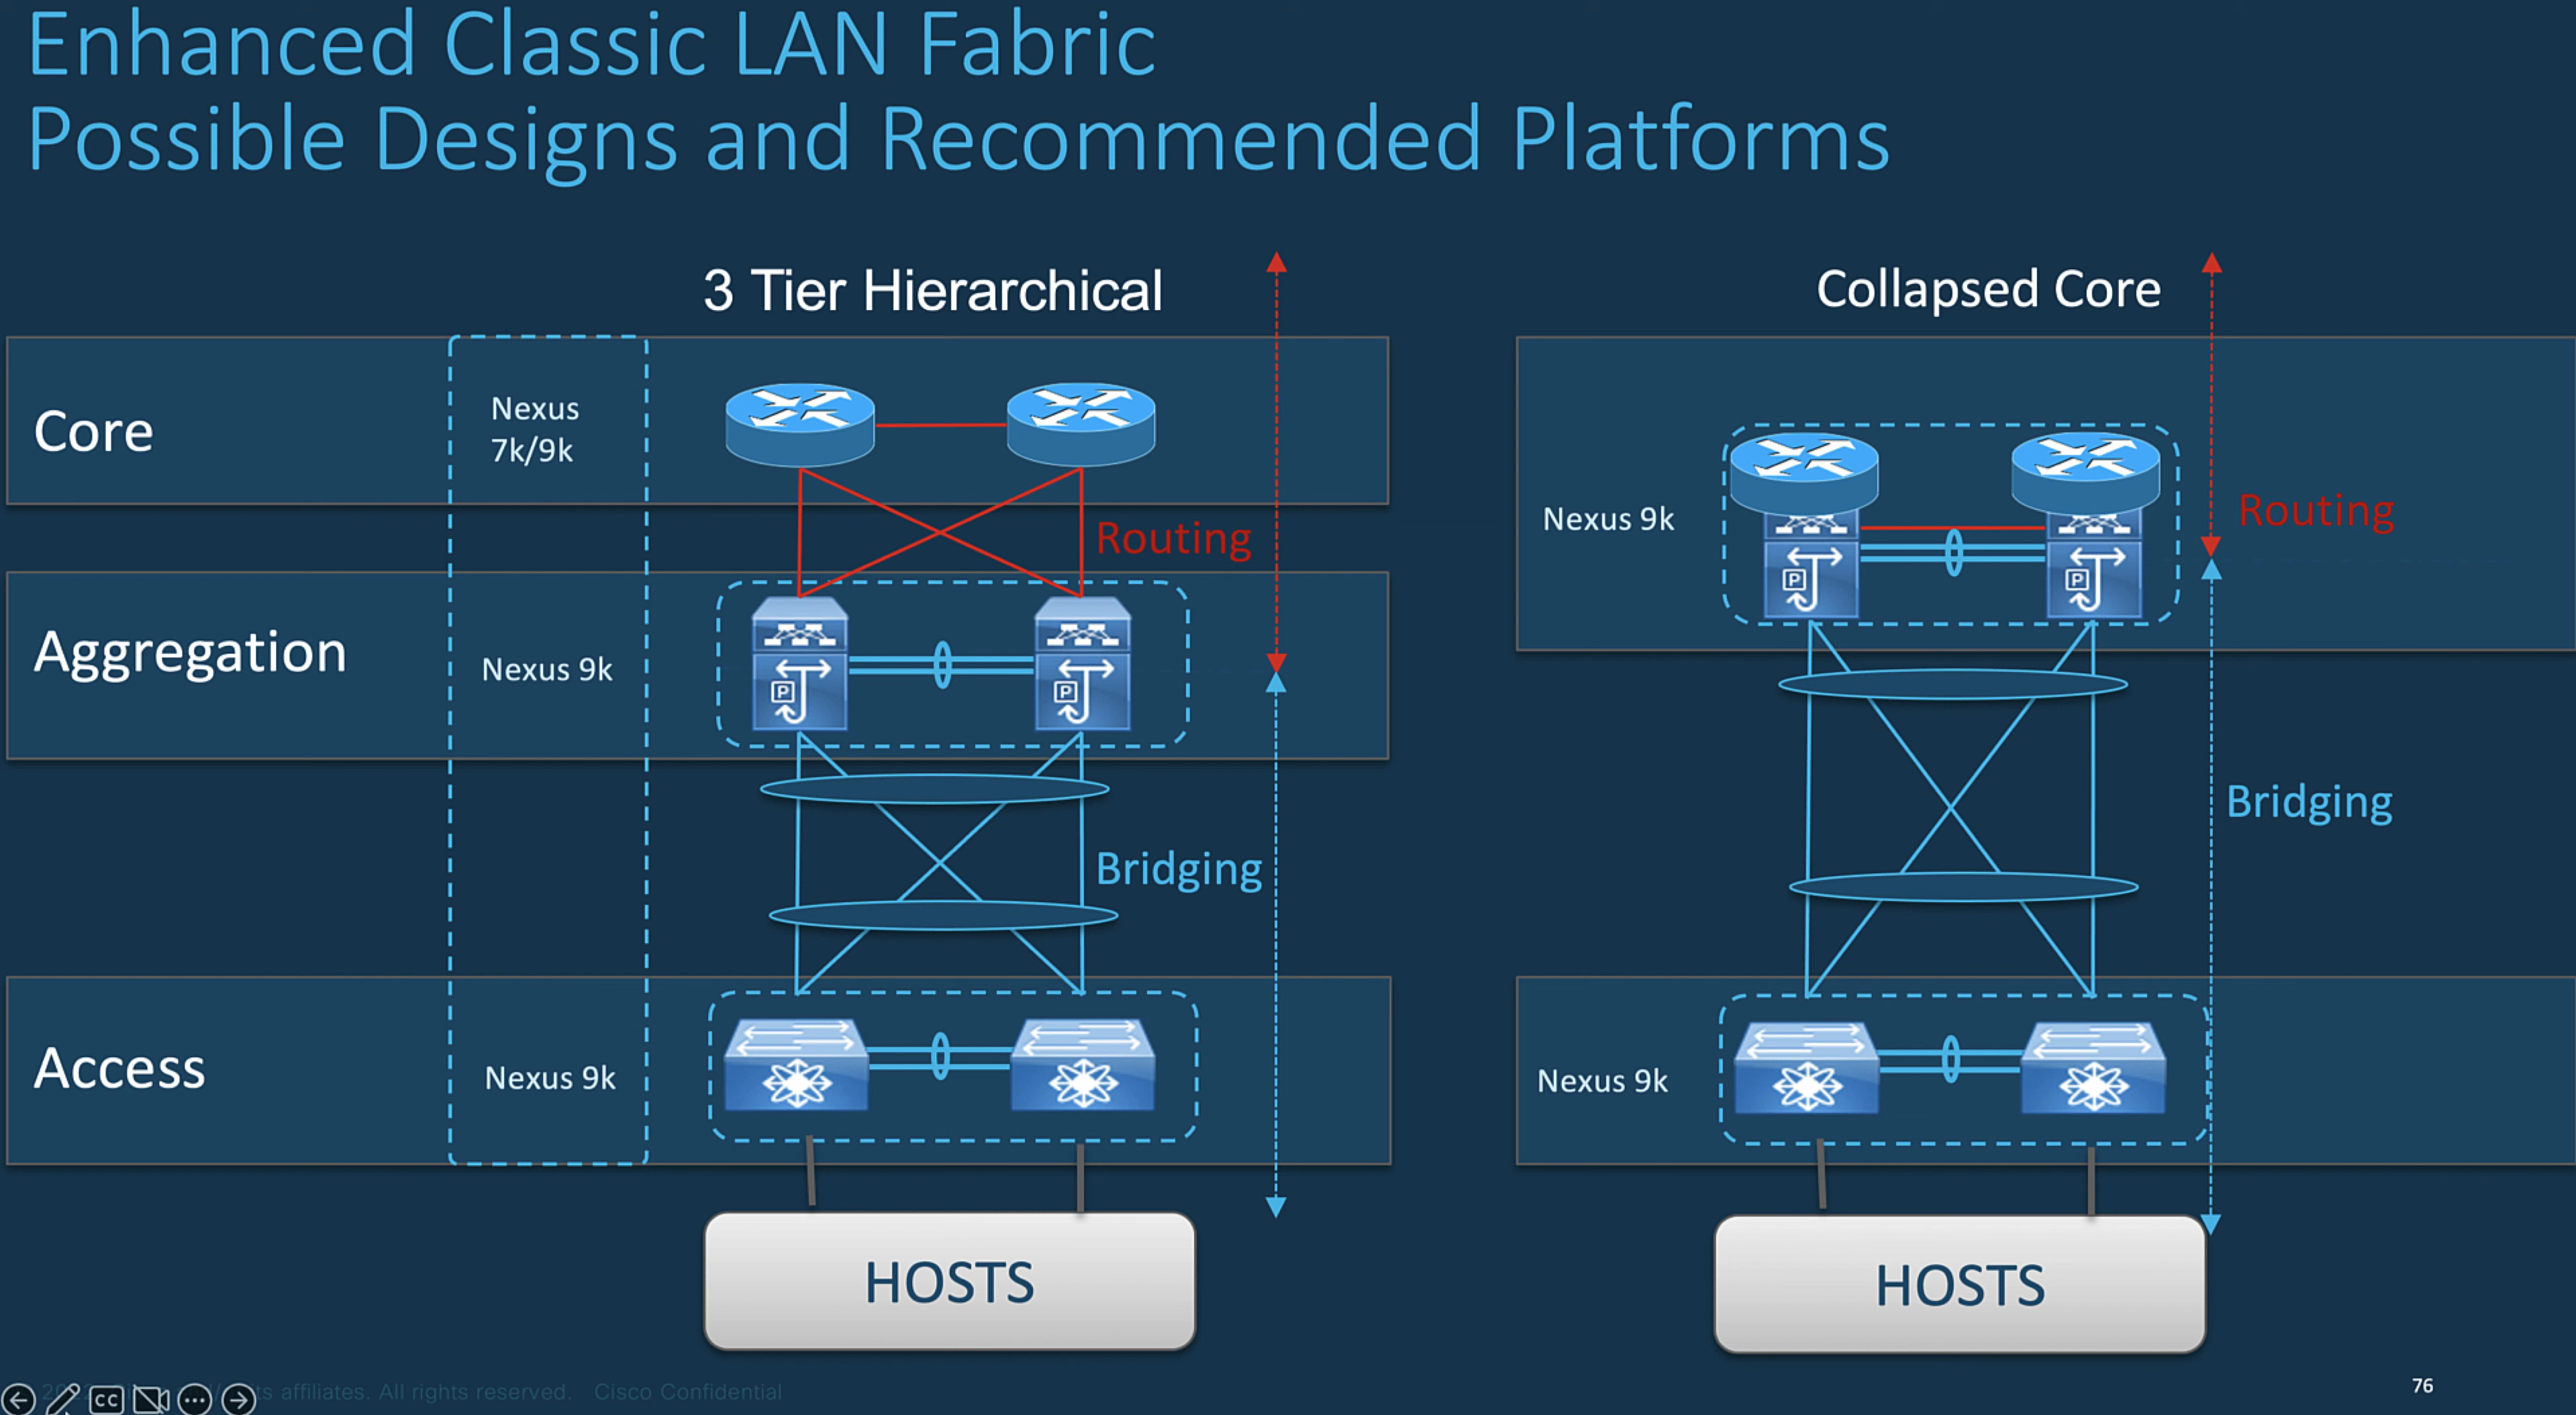 Enhanced Classic LAN Fabric
Possible Designs and Recommended Platforms
3 Tier Hierarchical
Core
Nexus
7k/9k
Routing
Aggregation
Nexus 9k
P
P
Bridging
Access
Nexus 9k
HOSTS
Collapsed Core
Nexus 9k
Routing
P
P
Bridging
Nexus 9k
HOSTS
affiliates. All rights reserved. Cisco Confidential
CC
76